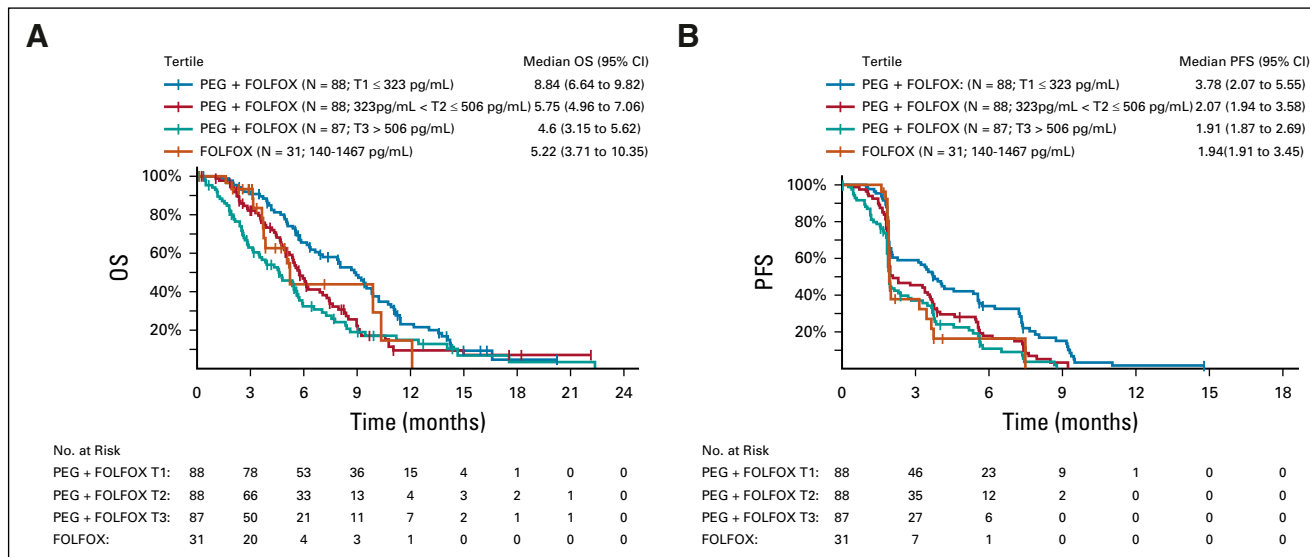 A
Tertile Median OS (95% CI)
PEG + FOLFOX (N = 88; T1 ≤ 323 pg/mL) 8.84 (6.64 to 9.82)
PEG + FOLFOX (N = 88; 323pg/mL < T2 ≤ 506 pg/mL) 5.75 (4.96 to 7.06)
PEG + FOLFOX (N = 87; T3 > 506 pg/mL) 4.6 (3.15 to 5.62)
FOLFOX (N = 31; 140-1467 pg/mL) 5.22 (3.71 to 10.35)
100%
80%
60%
40%
20%
OS
0 3 6 9 12 15 18 21 24
Time (months)
No. at Risk
PEG + FOLFOX T1: 88 78 53 36 15 4 1 0 0
PEG + FOLFOX T2: 88 66 33 13 4 3 2 1 0
PEG + FOLFOX T3: 87 50 21 11 7 2 1 1 0
FOLFOX: 31 20 4 3 1 0 0 0 0
B
Tertile Median PFS (95% CI)
PEG + FOLFOX: (N = 88; T1 ≤ 323 pg/mL) 3.78 (2.07 to 5.55)
PEG + FOLFOX (N = 88; 323pg/mL < T2 ≤ 506 pg/mL) 2.07 (1.94 to 3.58)
PEG + FOLFOX (N = 87; T3 > 506 pg/mL) 1.91 (1.87 to 2.69)
FOLFOX (N = 31; 140-1467 pg/mL) 1.94(1.91 to 3.45)
100%
80%
60%
40%
20%
PFS
0 3 6 9 12 15 18
Time (months)
No. at Risk
PEG + FOLFOX T1: 88 46 23 9 1 0 0
PEG + FOLFOX T2: 88 35 12 2 0 0 0
PEG + FOLFOX T3: 87 27 6 0 0 0 0
FOLFOX: 31 7 1 0 0 0 0